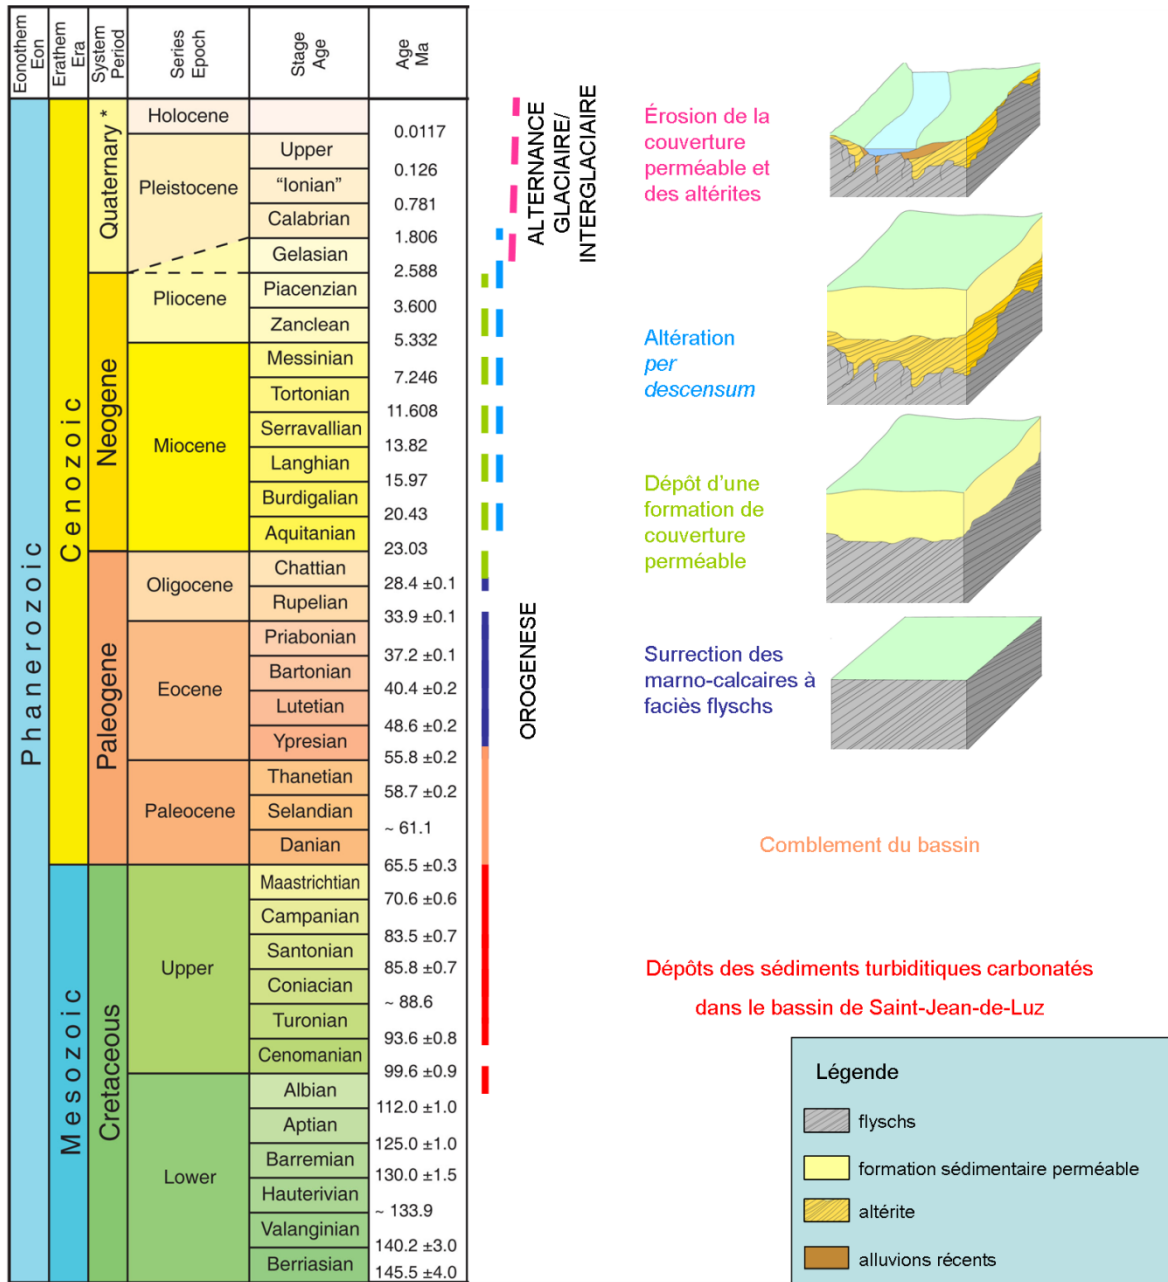 Eonothem
Eon
Erathem
Era
System
Period
Series
Epoch
Stage
Age
Age
Ma
Phanerozoic
Cenozoic
Mesozoic
Quaternary *
Neogene
Paleogene
Cretaceous
Holocene
Pleistocene
Pliocene
Miocene
Oligocene
Eocene
Paleocene
Upper
Lower
Upper
"Ionian"
Calabrian
Gelasian
Piacenzian
Zanclean
Messinian
Tortonian
Serravallian
Langhian
Burdigalian
Aquitanian
Chattian
Rupelian
Priabonian
Bartonian
Lutetian
Ypresian
Thanetian
Selandian
Danian
Maastrichtian
Campanian
Santonian
Coniacian
Turonian
Cenomanian
Albian
Aptian
Barremian
Hauterivian
Valanginian
Berriasian
0.0117
0.126
0.781
1.806
2.588
3.600
5.332
7.246
11.608
13.82
15.97
20.43
23.03
28.4 ±0.1
33.9 ±0.1
37.2 ±0.1
40.4 ±0.2
48.6 ±0.2
55.8 ±0.2
58.7 ±0.2
~ 61.1
65.5 ±0.3
70.6 ±0.6
83.5 ±0.7
85.8 ±0.7
~ 88.6
93.6 ±0.8
99.6 ±0.9
112.0 ±1.0
125.0 ±1.0
130.0 ±1.5
~ 133.9
140.2 ±3.0
145.5 ±4.0
ALTERNANCE
GLACIAIRE/
INTERGLACIAIRE
OROGENESE
Érosion de la
couverture
perméable et
des altérites
Altération
per
descensum
Dépôt d'une
formation de
couverture
perméable
Surrection des
marno-calcaires à
faciès flyschs
Comblement du bassin
Dépôts des sédiments turbiditiques carbonatés
dans le bassin de Saint-Jean-de-Luz
Légende
flyschs
formation sédimentaire perméable
altérite
alluvions récents